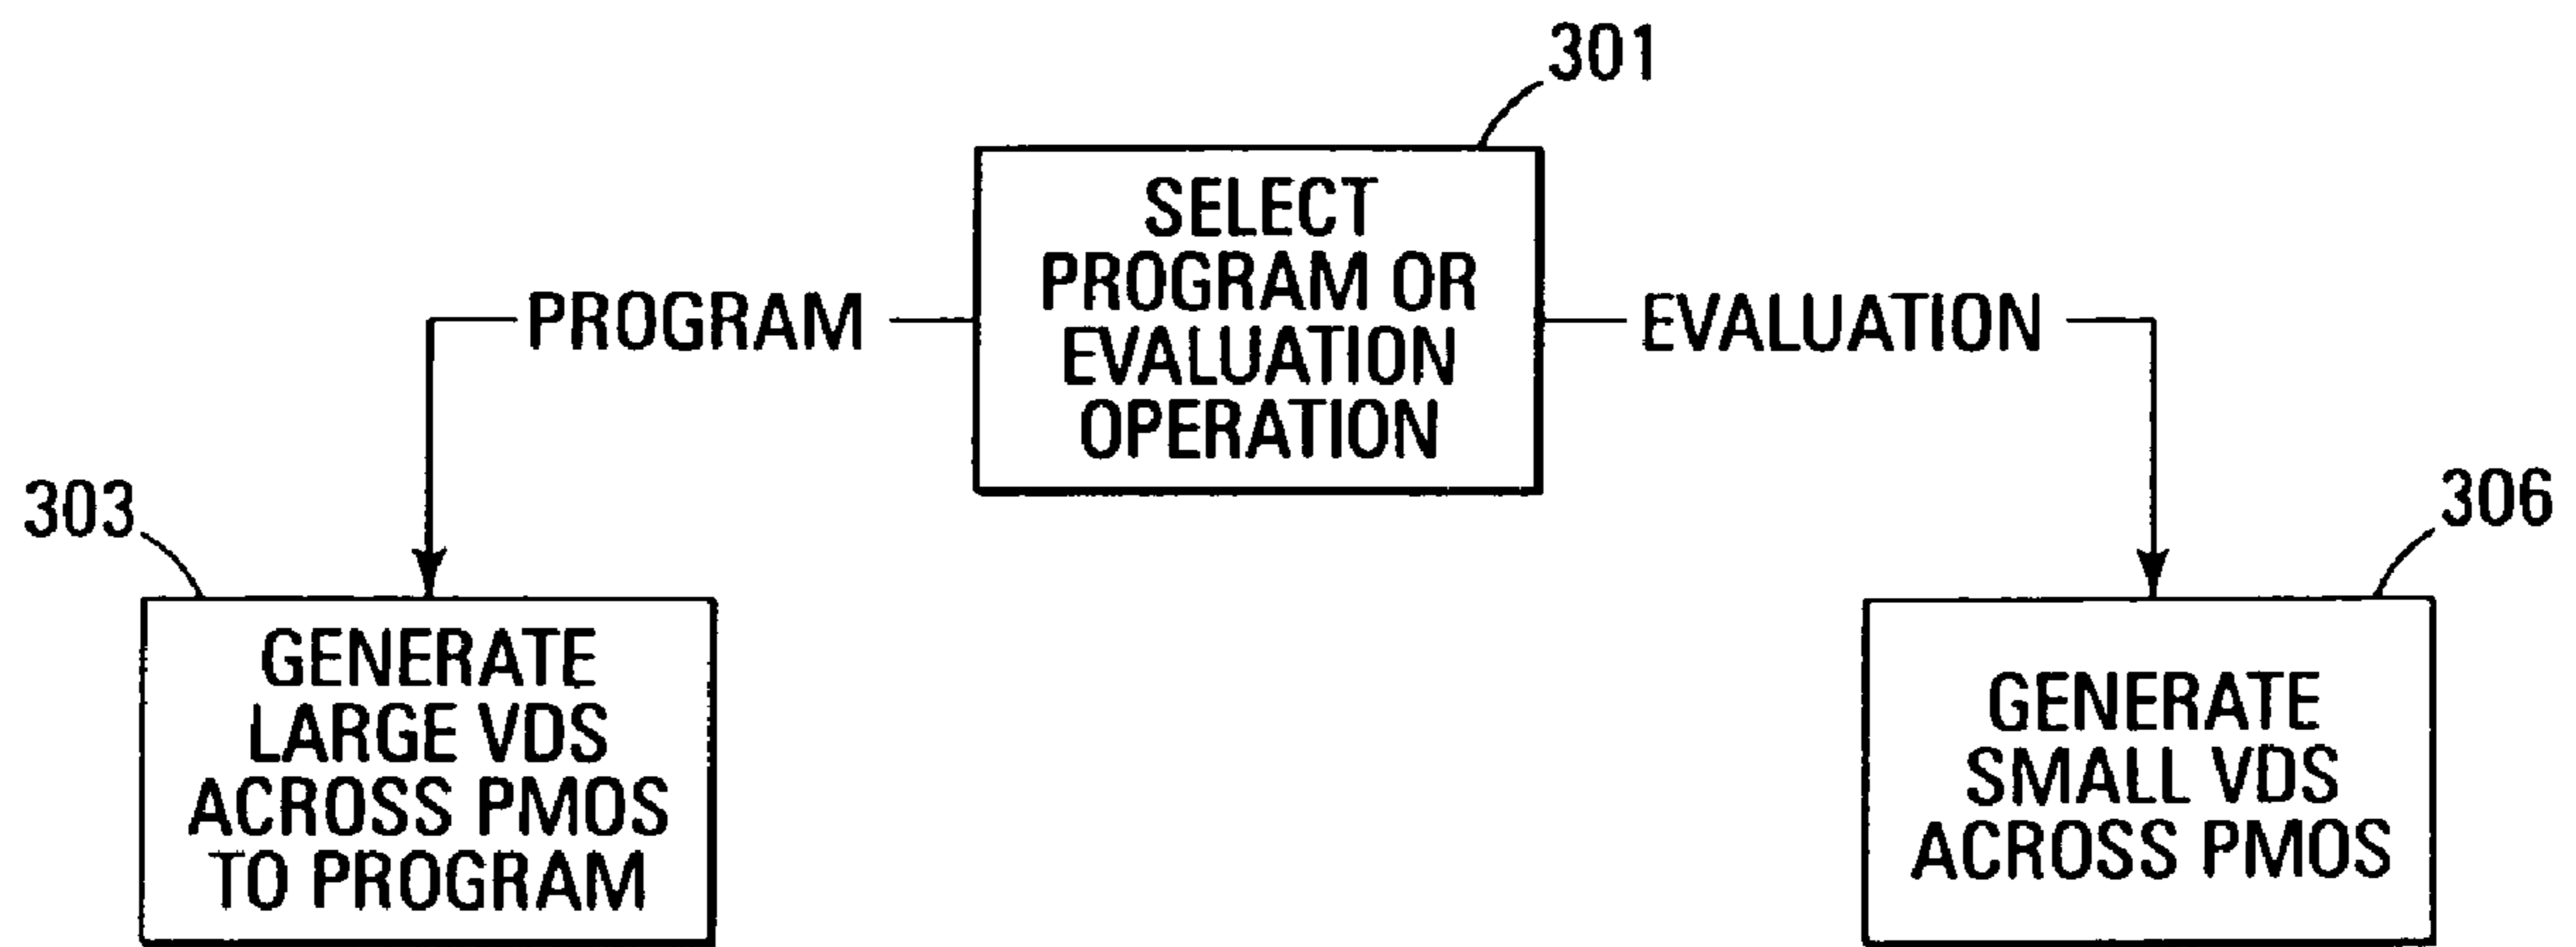 301
SELECT
PROGRAM OR
EVALUATION
OPERATION
PROGRAM
EVALUATION
303
GENERATE
LARGE VDS
ACROSS PMOS
TO PROGRAM
306
GENERATE
SMALL VDS
ACROSS PMOS